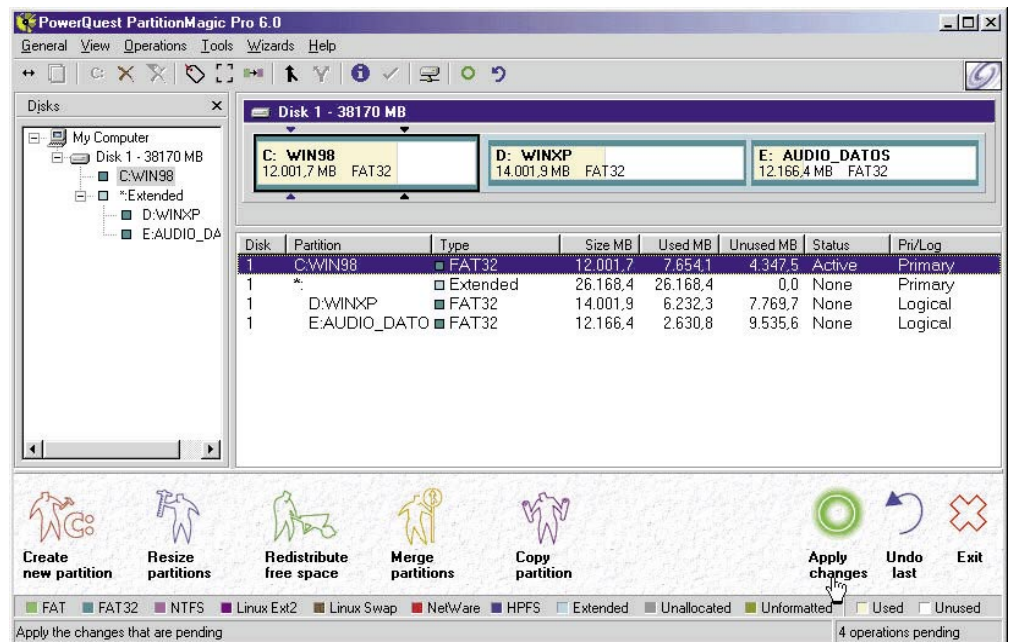 PowerQuest PartitionMagic Pro 6.0
General View Operations Tools Wizards Help
Disks
My Computer
Disk 1 - 38170 MB
C:WIN98
*:Extended
D:WINXP
E:AUDIO_DA
Disk 1 - 38170 MB
C: WIN98
12.001,7 MB FAT32
D: WINXP
14.001,9 MB FAT32
E: AUDIO_DATOS
12.166,4 MB FAT32
Disk Partition Type Size MB Used MB Unused MB Status Pri/Log
1 C:WIN98 FAT32 12.001,7 7.654,1 4.347,5 Active Primary
1 *: Extended 26.168,4 26.168,4 0,0 None Primary
1 D:WINXP FAT32 14.001,9 6.232,3 7.769,7 None Logical
1 E:AUDIO_DATO FAT32 12.166,4 2.630,8 9.535,6 None Logical
C:
Create new partition
Resize partitions
Redistribute free space
Merge partitions
Copy partition
Apply changes
Undo last
Exit
FAT FAT32 NTFS Linux Ext2 Linux Swap NetWare HPFS Extended Unallocated Unformatted Used Unused
Apply the changes that are pending 4 operations pending